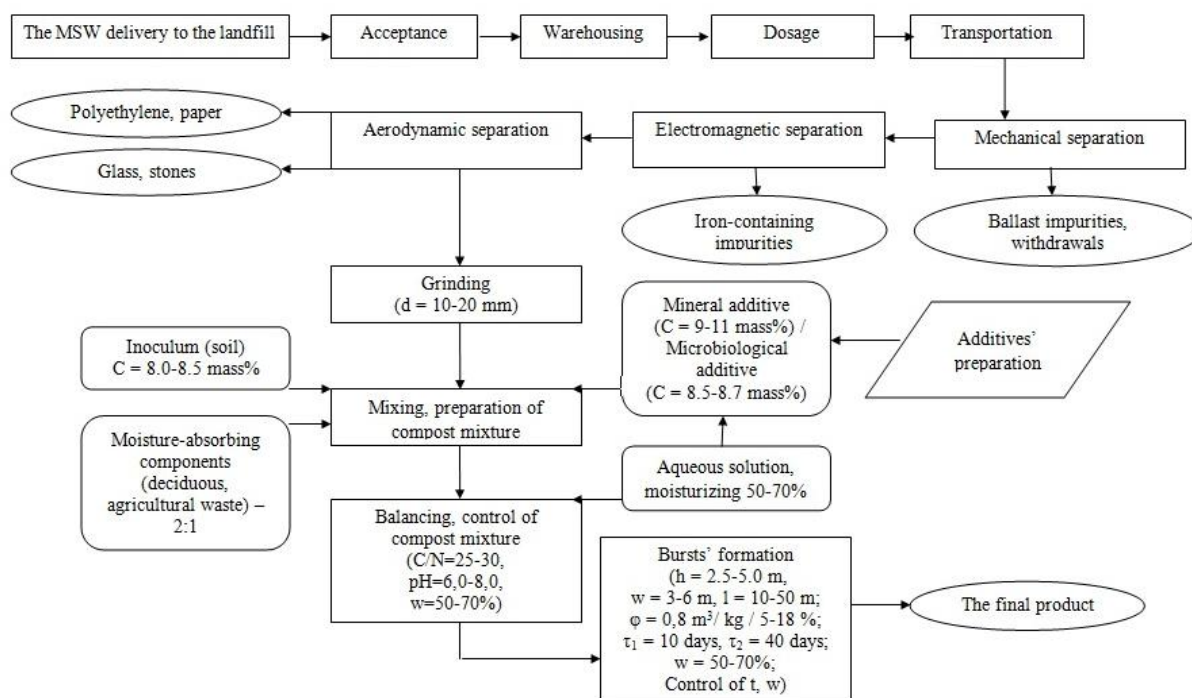 The MSW delivery to the landfill
Acceptance
Warehousing
Dosage
Transportation
Polyethylene, paper
Aerodynamic separation
Electromagnetic separation
Mechanical separation
Glass, stones
Iron-containing
impurities
Ballast impurities,
withdrawals
Grinding
(d = 10-20 mm)
Mineral additive
(C = 9-11 mass%) /
Microbiological
additive
(C = 8.5-8.7 mass%)
Additives’
preparation
Inoculum (soil)
C = 8.0-8.5 mass%
Mixing, preparation of
compost mixture
Moisture-absorbing
components
(deciduous,
agricultural waste) –
2:1
Aqueous solution,
moisturizing 50-70%
Balancing, control of
compost mixture
(C/N=25-30,
pH=6,0-8,0,
w=50-70%)
Bursts’ formation
(h = 2.5-5.0 m,
w = 3-6 m, l = 10-50 m;
φ = 0,8 m³/ kg / 5-18 %;
τ₁ = 10 days, τ₂ = 40 days;
w = 50-70%;
Control of t, w)
The final product